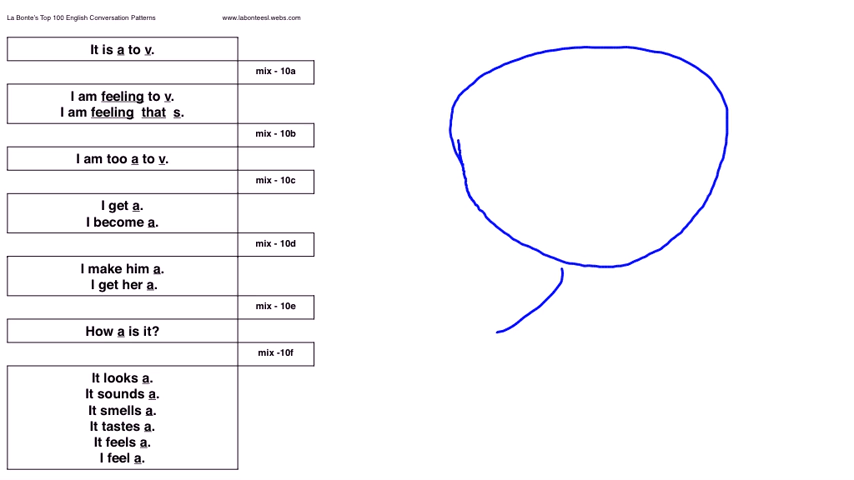 La Bonte's Top 100 English Conversation Patterns www.labonteesl.webs.com
It is a to v.
mix - 10a
I am feeling to v.
I am feeling that s.
mix - 10b
I am too a to v.
mix - 10c
I get a.
I become a.
mix - 10d
I make him a.
I get her a.
mix - 10e
How a is it?
mix -10f
It looks a.
It sounds a.
It smells a.
It tastes a.
It feels a.
I feel a.